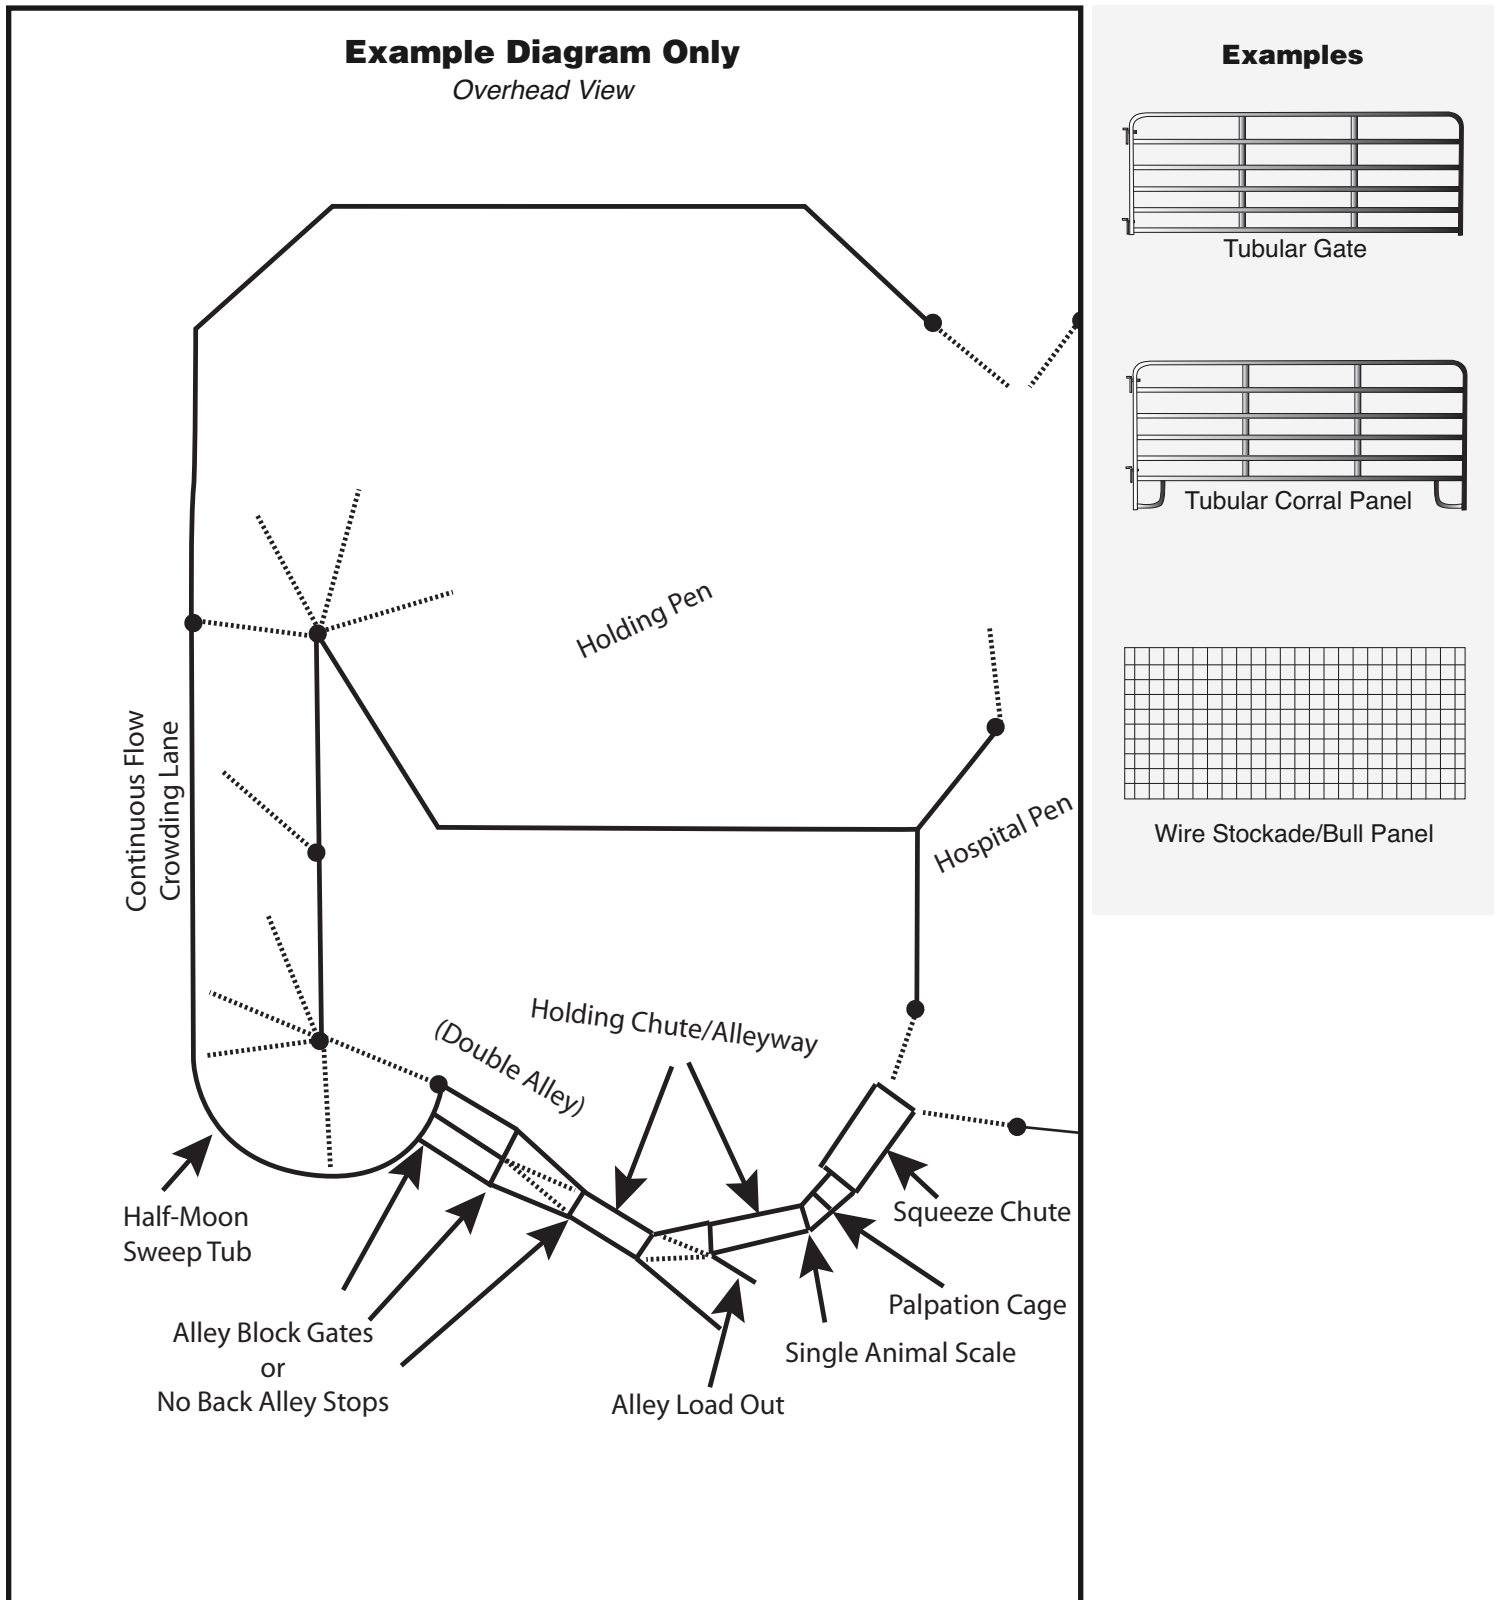 Example Diagram Only
Overhead View
Examples
Tubular Gate
Tubular Corral Panel
Wire Stockade/Bull Panel
Holding Pen
Continuous Flow
Crowding Lane
Hospital Pen
Holding Chute/Alleyway
(Double Alley)
Half-Moon
Sweep Tub
Squeeze Chute
Palpation Cage
Single Animal Scale
Alley Block Gates
or
No Back Alley Stops
Alley Load Out